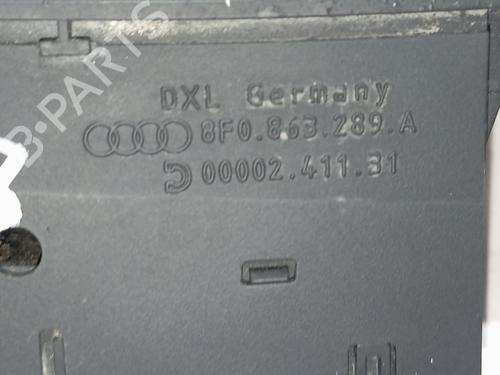 DXL Germany
8F0.863.289.A
00002.411.31
B-PARTS